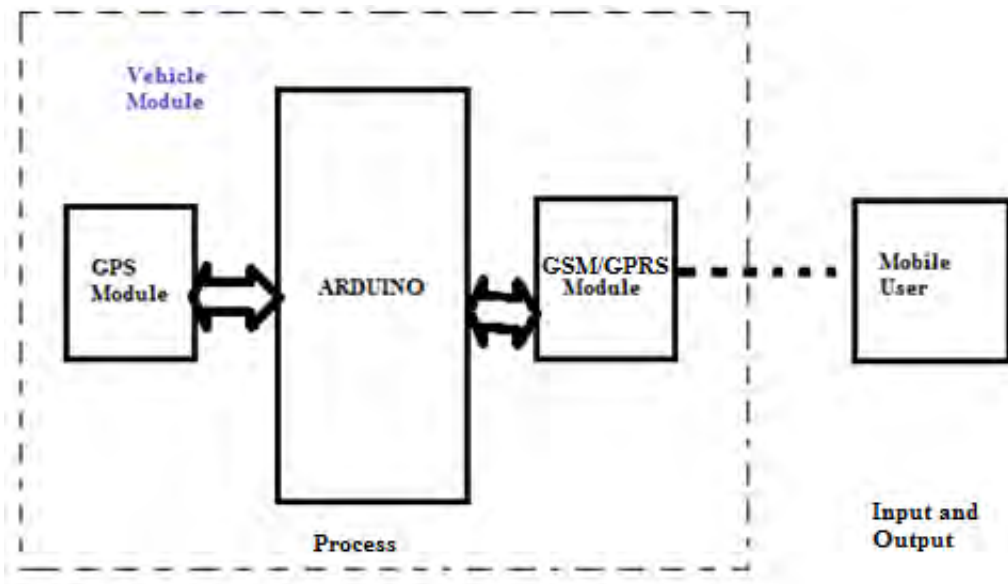 Vehicle
Module
GPS
Module
ARDUINO
GSM/GPRS
Module
Mobile
User
Process
Input and
Output